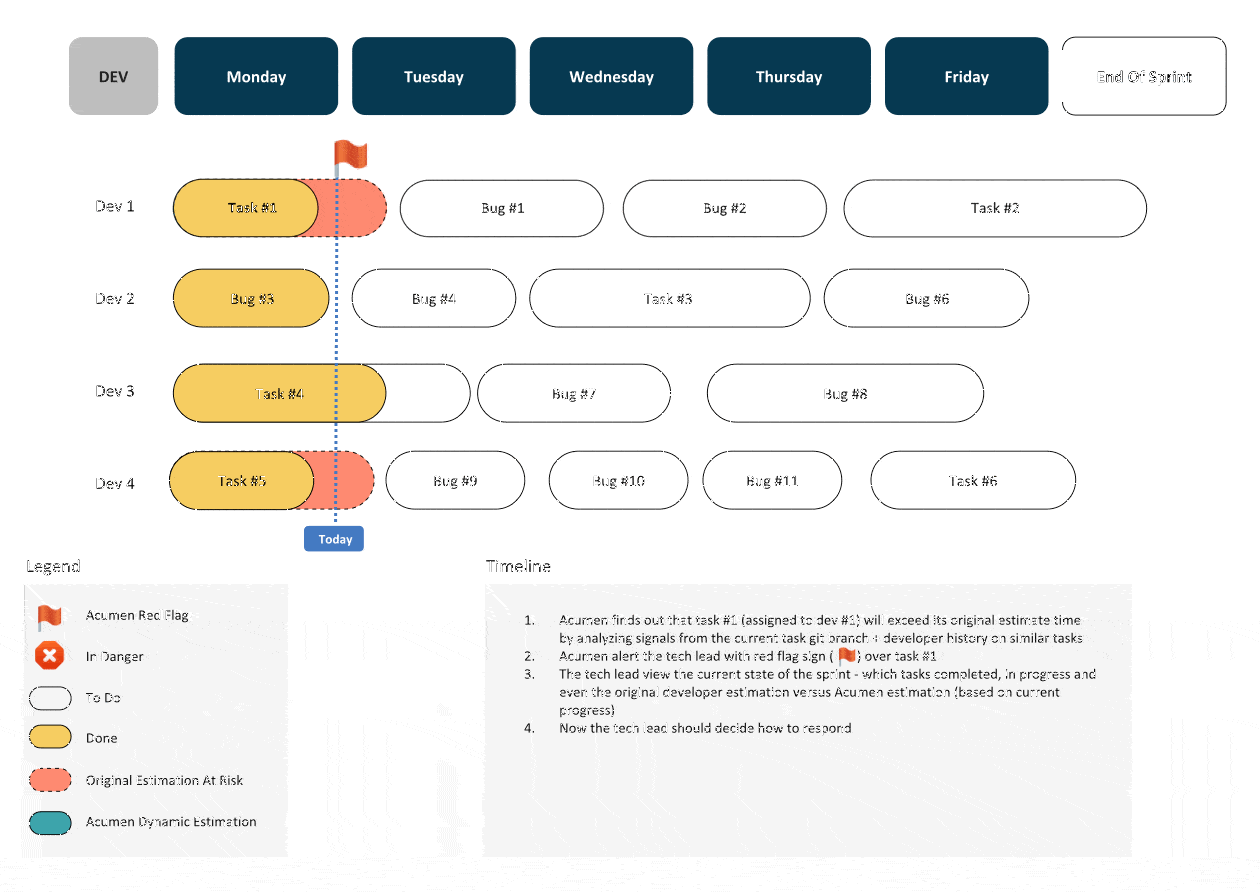 DEV Monday Tuesday Wednesday Thursday Friday End Of Sprint
Dev 1 Task #1 Bug #1 Bug #2 Task #2
Dev 2 Bug #3 Bug #4 Task #3 Bug #6
Dev 3 Task #4 Bug #7 Bug #8
Dev 4 Task #5 Bug #9 Bug #10 Bug #11 Task #6
Today
Legend
Acumen Red Flag
In Danger
To Do
Done
Original Estimation At Risk
Acumen Dynamic Estimation
Timeline
1. Acumen finds out that task #1 (assigned to dev #1) will exceed its original estimate time
by analyzing signals from the current task git branch + developer history on similar tasks
2. Acumen alert the tech lead with red flag sign ( ) over task #1
3. The tech lead view the current state of the sprint - which tasks completed, in progress and
even the original developer estimation versus Acumen estimation (based on current
progress)
4. Now the tech lead should decide how to respond